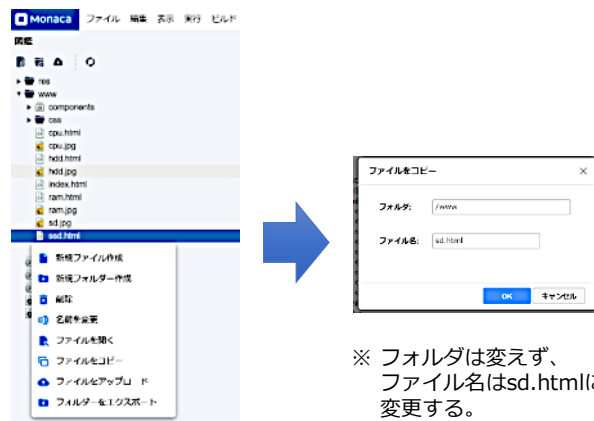 Monaca ファイル 編集 表示 実行 ビルド
図鑑
res
www
components
css
cpu.html
cpu.jpg
hdd.html
hdd.jpg
index.html
ram.html
ram.jpg
sd.jpg
ssd.html
新規ファイル作成
新規フォルダー作成
削除
名前を変更
ファイルを開く
ファイルをコピー
ファイルをアップロード
フォルダーをエクスポート
ファイルをコピー ×
フォルダ: /www
ファイル名: sd.html
OK キャンセル
※ フォルダは変えず、
ファイル名はsd.htmlに
変更する。